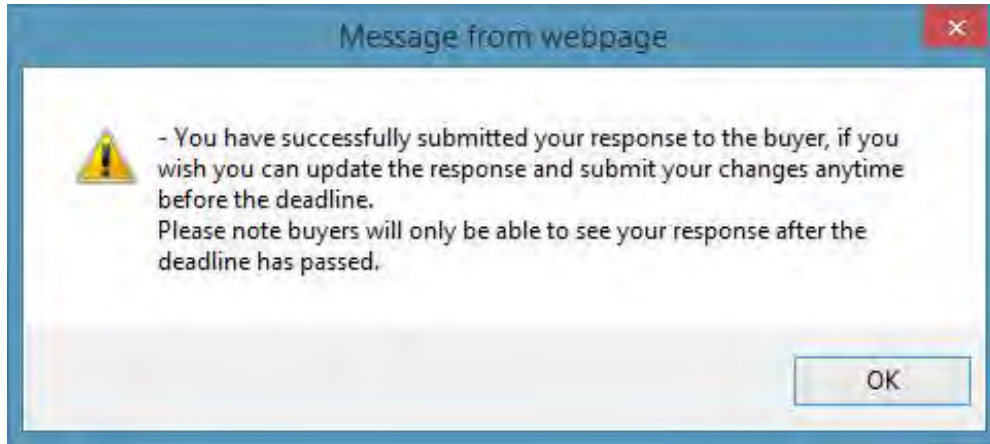 Message from webpage
- You have successfully submitted your response to the buyer, if you
wish you can update the response and submit your changes anytime
before the deadline.
Please note buyers will only be able to see your response after the
deadline has passed.
OK